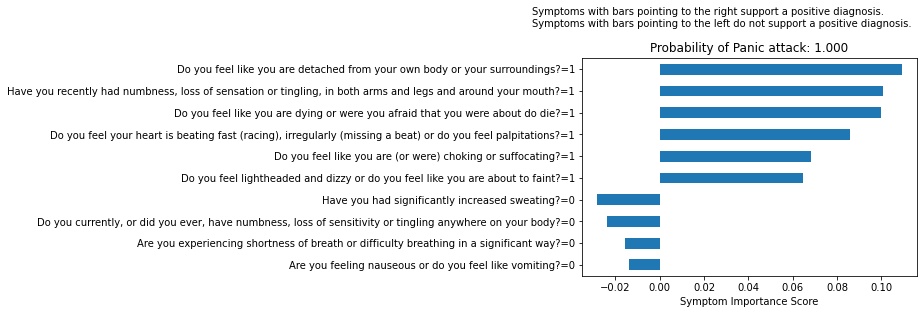 Symptoms with bars pointing to the right support a positive diagnosis.
Symptoms with bars pointing to the left do not support a positive diagnosis.
Probability of Panic attack: 1.000
Do you feel like you are detached from your own body or your surroundings?=1
Have you recently had numbness, loss of sensation or tingling, in both arms and legs and around your mouth?=1
Do you feel like you are dying or were you afraid that you were about do die?=1
Do you feel your heart is beating fast (racing), irregularly (missing a beat) or do you feel palpitations?=1
Do you feel like you are (or were) choking or suffocating?=1
Do you feel lightheaded and dizzy or do you feel like you are about to faint?=1
Have you had significantly increased sweating?=0
Do you currently, or did you ever, have numbness, loss of sensitivity or tingling anywhere on your body?=0
Are you experiencing shortness of breath or difficulty breathing in a significant way?=0
Are you feeling nauseous or do you feel like vomiting?=0
−0.02 0.00 0.02 0.04 0.06 0.08 0.10
Symptom Importance Score